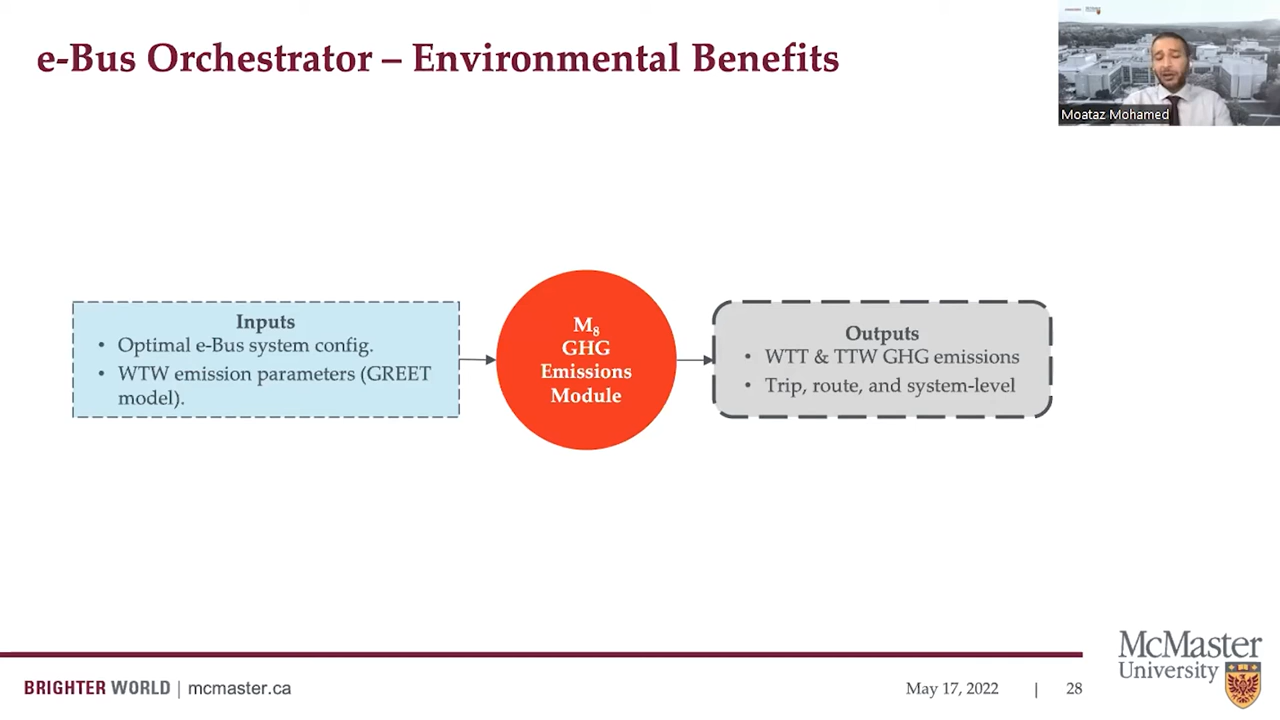 e-Bus Orchestrator – Environmental Benefits
Moataz Mohamed
Inputs
• Optimal e-Bus system config.
• WTW emission parameters (GREET
model).
M8
GHG
Emissions
Module
Outputs
• WTT & TTW GHG emissions
• Trip, route, and system-level
BRIGHTER WORLD | mcmaster.ca
May 17, 2022 | 28
McMaster
University